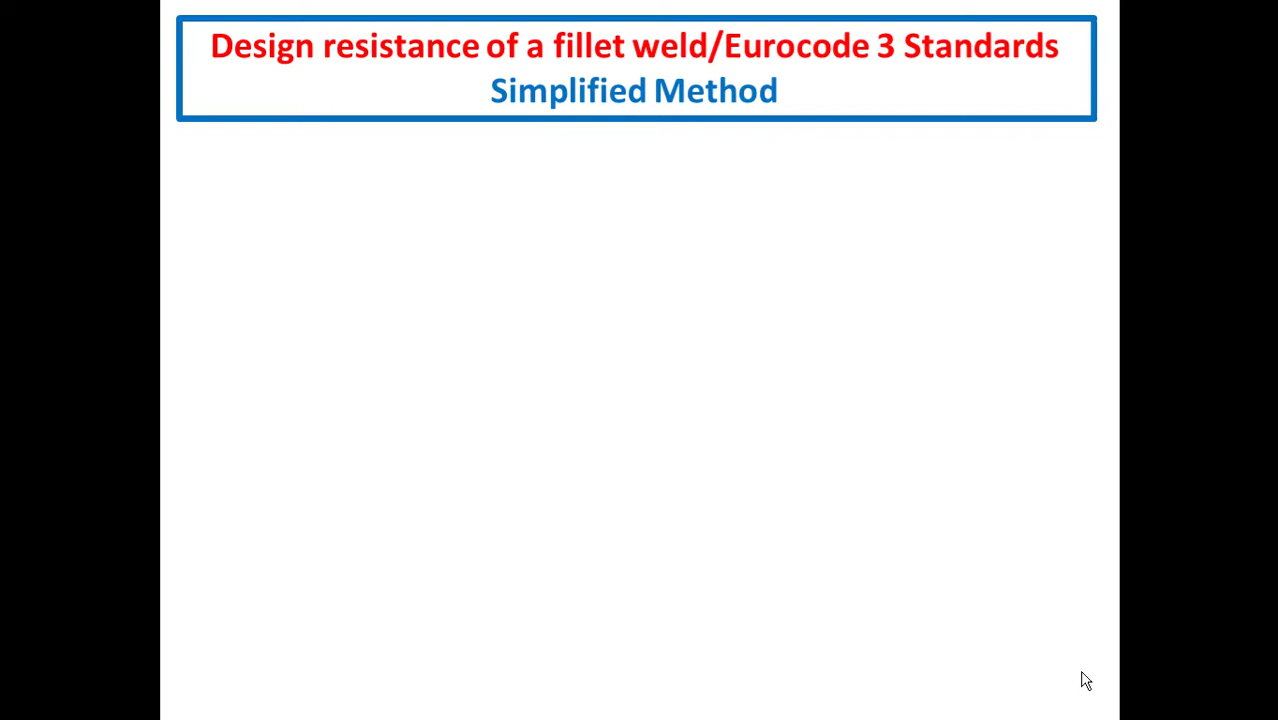 Design resistance of a fillet weld/Eurocode 3 Standards
Simplified Method